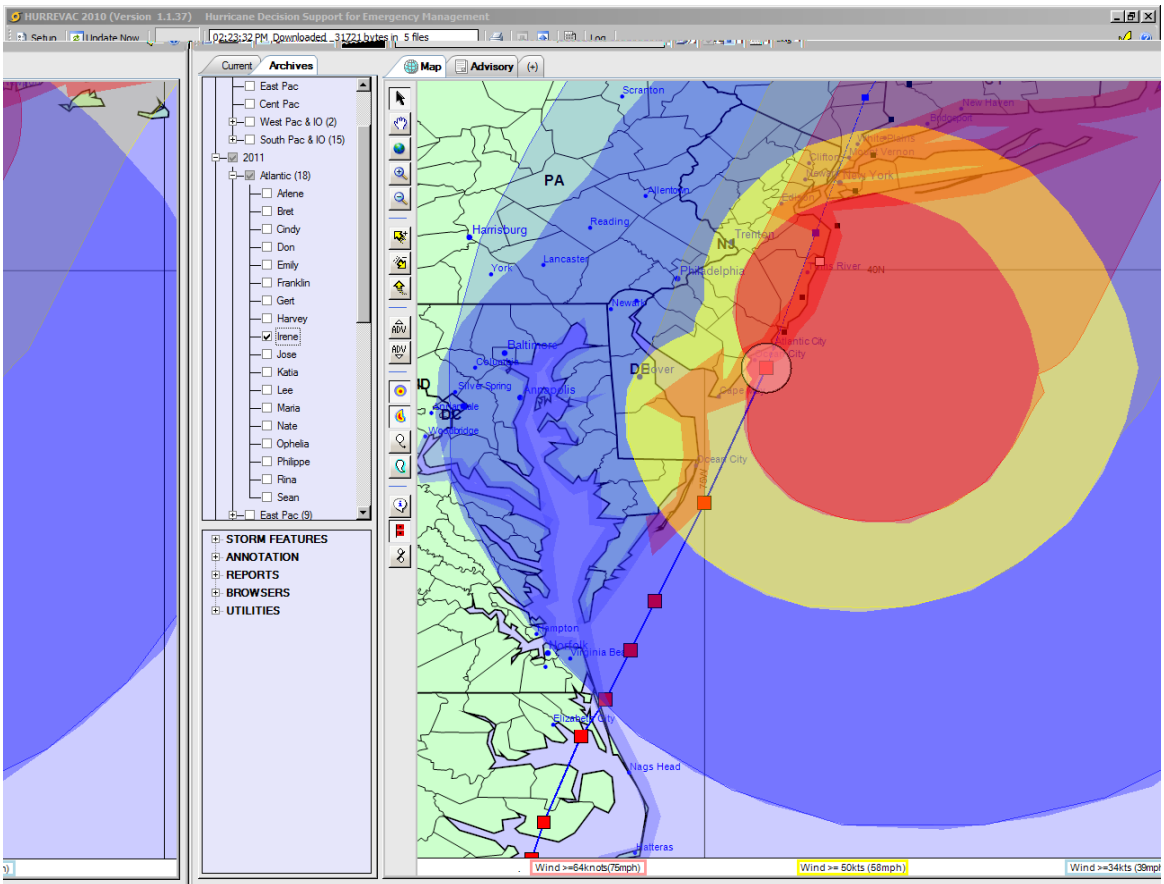 HURREVAC 2010 (Version 1.1.37) Hurricane Decision Support for Emergency Management
Setup Update Now 02:23:32 PM Downloaded 31721 bytes in 5 files Log
Current Archives
Map Advisory (+)
East Pac
Cent Pac
West Pac & IO (2)
South Pac & IO (15)
2011
Atlantic (18)
Arlene
Bret
Cindy
Don
Emily
Franklin
Gert
Harvey
Irene
Jose
Katia
Lee
Maria
Nate
Ophelia
Philippe
Rina
Sean
East Pac (9)
STORM FEATURES
ANNOTATION
REPORTS
BROWSERS
UTILITIES
ADV
ADV
Scranton
New Haven
Bridgeport
White Plains
Mount Vernon
Clifton
PA
Allentown
New York
Edison
Reading
Harrisburg
Trenton
NJ
Lancaster
York
Philadelphia
40N
Newark
Atlantic City
Baltimore
Columbia
DE
Dover
Silver Spring
Annapolis
DC
Woodbridge
Ocean City
Hampton
Norfolk
Elizabeth City
Nags Head
Hatteras
Wind >=64knots(75mph)
Wind >= 50kts (58mph)
Wind >=34kts (39mph